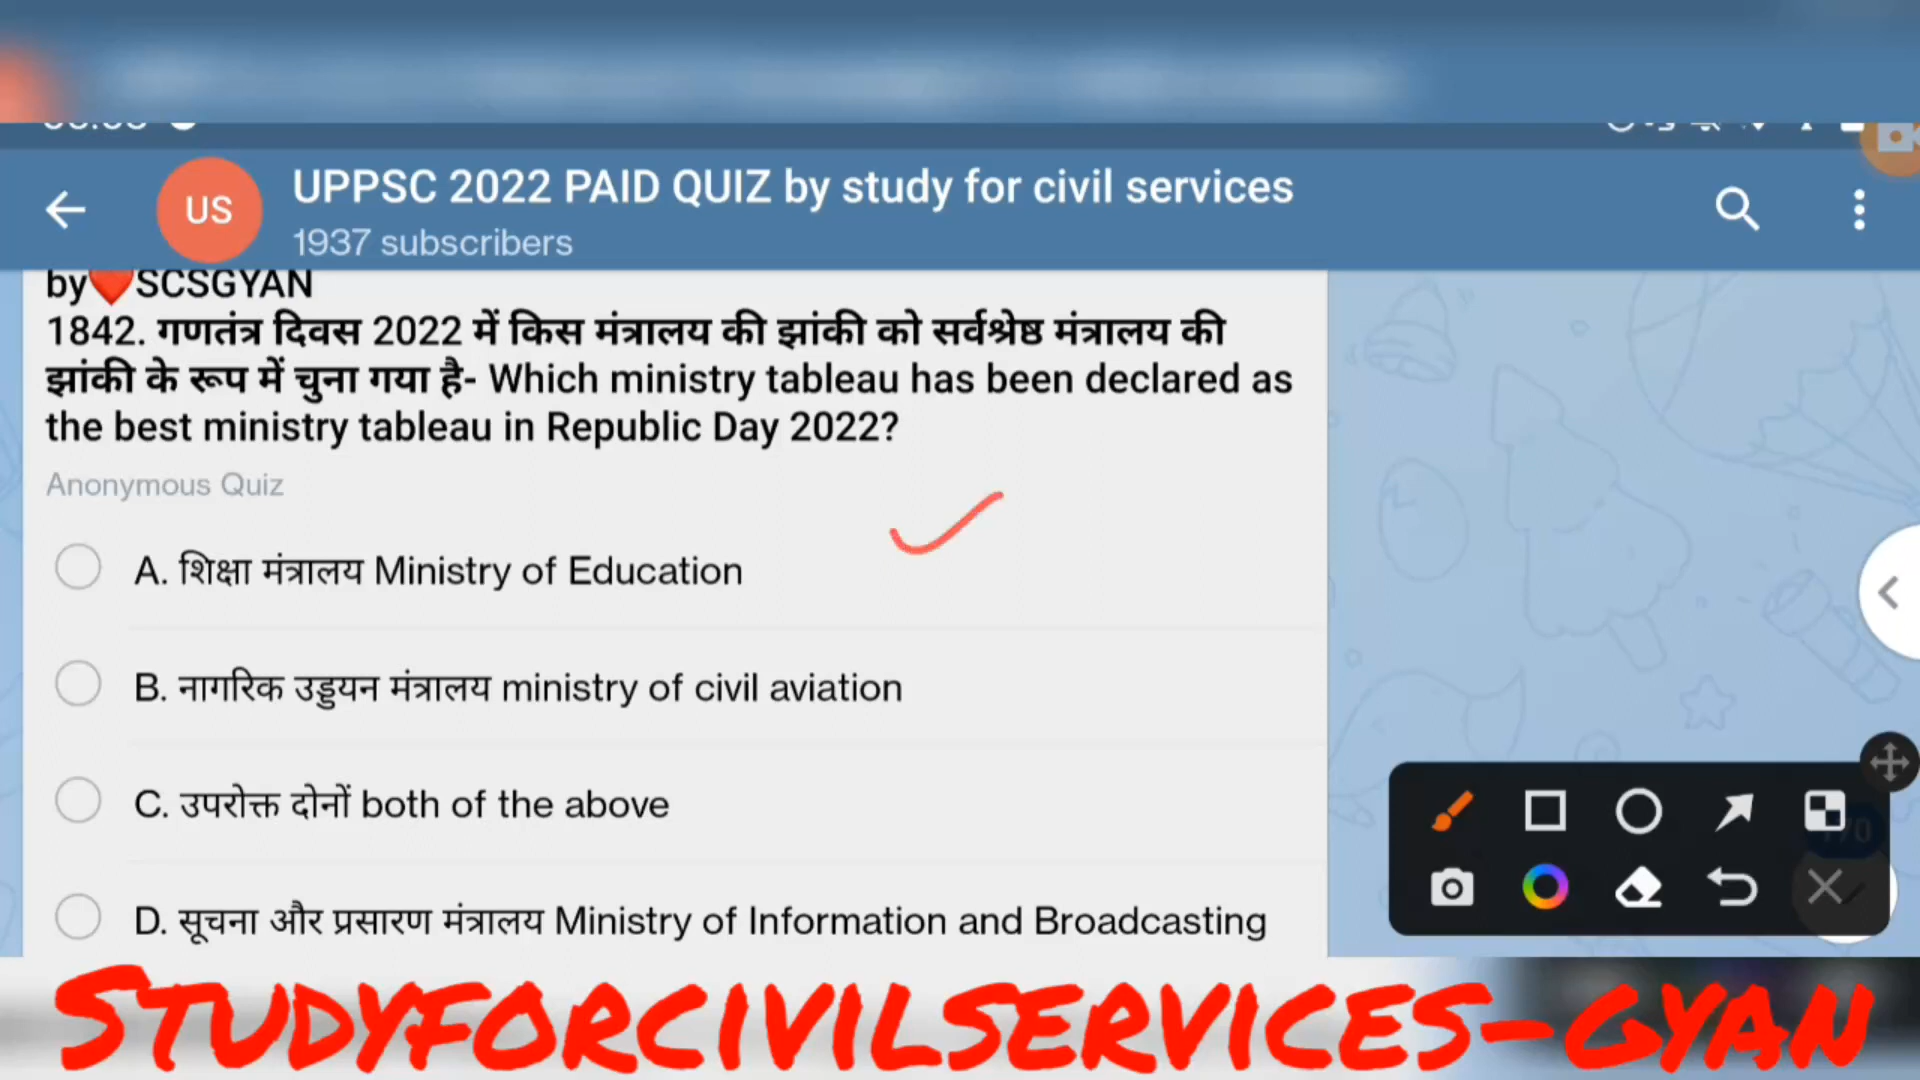 UPPSC 2022 PAID QUIZ by study for civil services
US
1937 subscribers
by❤️SCSGYAN
1842. गणतंत्र दिवस 2022 में किस मंत्रालय की झांकी को सर्वश्रेष्ठ मंत्रालय की
झांकी के रूप में चुना गया है- Which ministry tableau has been declared as
the best ministry tableau in Republic Day 2022?
Anonymous Quiz
A. शिक्षा मंत्रालय Ministry of Education
B. नागरिक उड्डयन मंत्रालय ministry of civil aviation
C. उपरोक्त दोनों both of the above
D. सूचना और प्रसारण मंत्रालय Ministry of Information and Broadcasting
STUDYFORCIVILSERVICES-GYAN